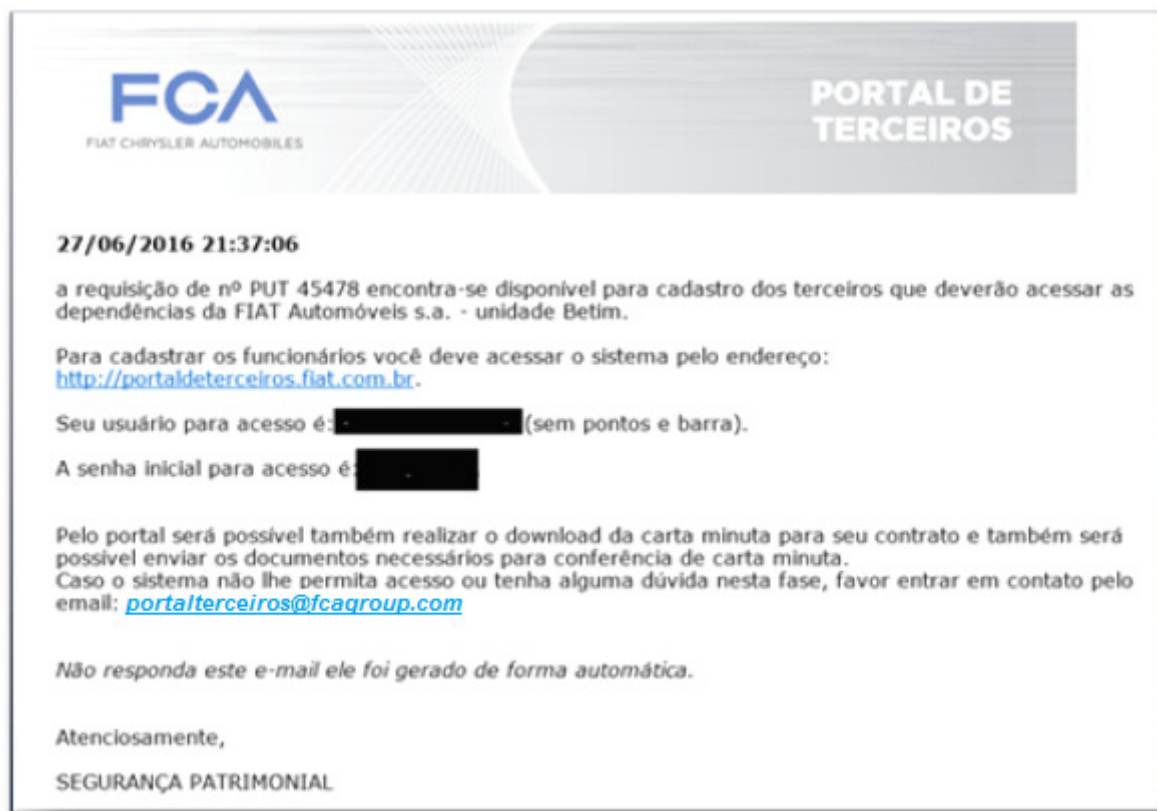 FCA
FIAT CHRYSLER AUTOMOBILES
PORTAL DE
TERCEIROS
27/06/2016 21:37:06
a requisição de nº PUT 45478 encontra-se disponível para cadastro dos terceiros que deverão acessar as
dependências da FIAT Automóveis s.a. - unidade Betim.
Para cadastrar os funcionários você deve acessar o sistema pelo endereço:
http://portaldeterceiros.fiat.com.br.
Seu usuário para acesso é: (sem pontos e barra).
A senha inicial para acesso é:
Pelo portal será possível também realizar o download da carta minuta para seu contrato e também será
possível enviar os documentos necessários para conferência de carta minuta.
Caso o sistema não lhe permita acesso ou tenha alguma dúvida nesta fase, favor entrar em contato pelo
email: portalterceiros@fcagroup.com
Não responda este e-mail ele foi gerado de forma automática.
Atenciosamente,
SEGURANÇA PATRIMONIAL